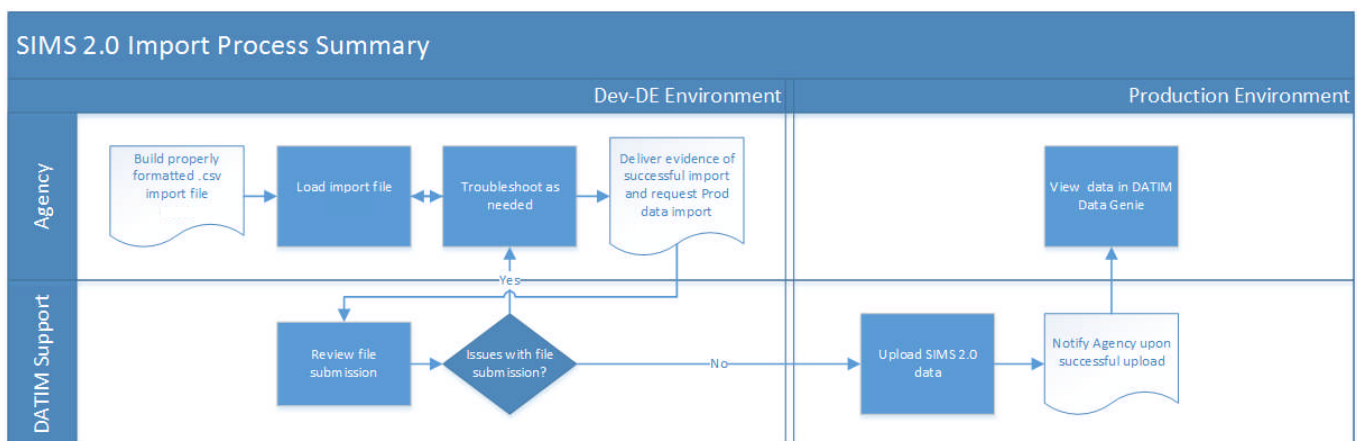 SIMS 2.0 Import Process Summary
Dev-DE Environment
Production Environment
Agency
Build properly
formatted .csv
import file
Load import file
Troubleshoot as
needed
Deliver evidence of
successful import
and request Prod
data import
View data in DATIM
Data Genie
Yes
DATIM Support
Review file
submission
Issues with file
submission?
No
Upload SIMS 2.0
data
Notify Agency upon
successful upload